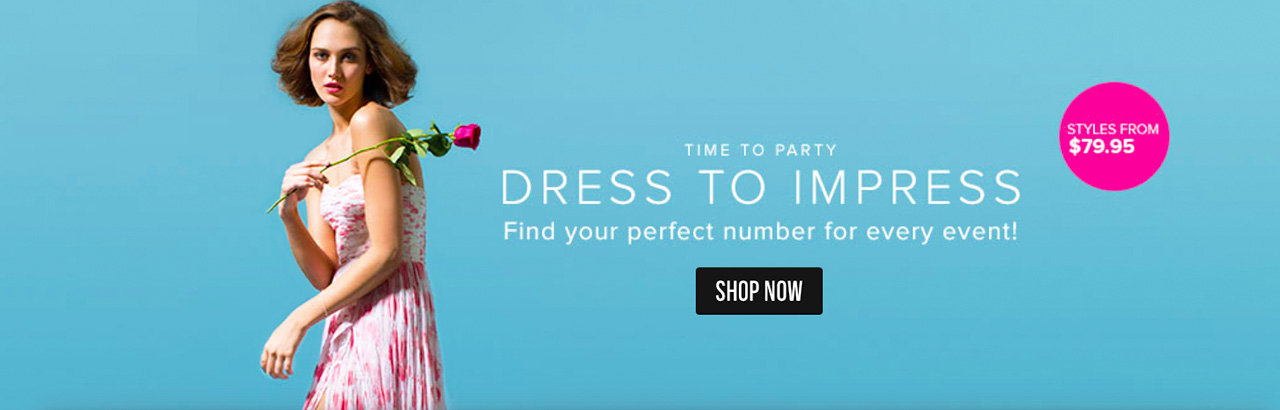 TIME TO PARTY
DRESS TO IMPRESS
Find your perfect number for every event!
SHOP NOW
STYLES FROM
$79.95